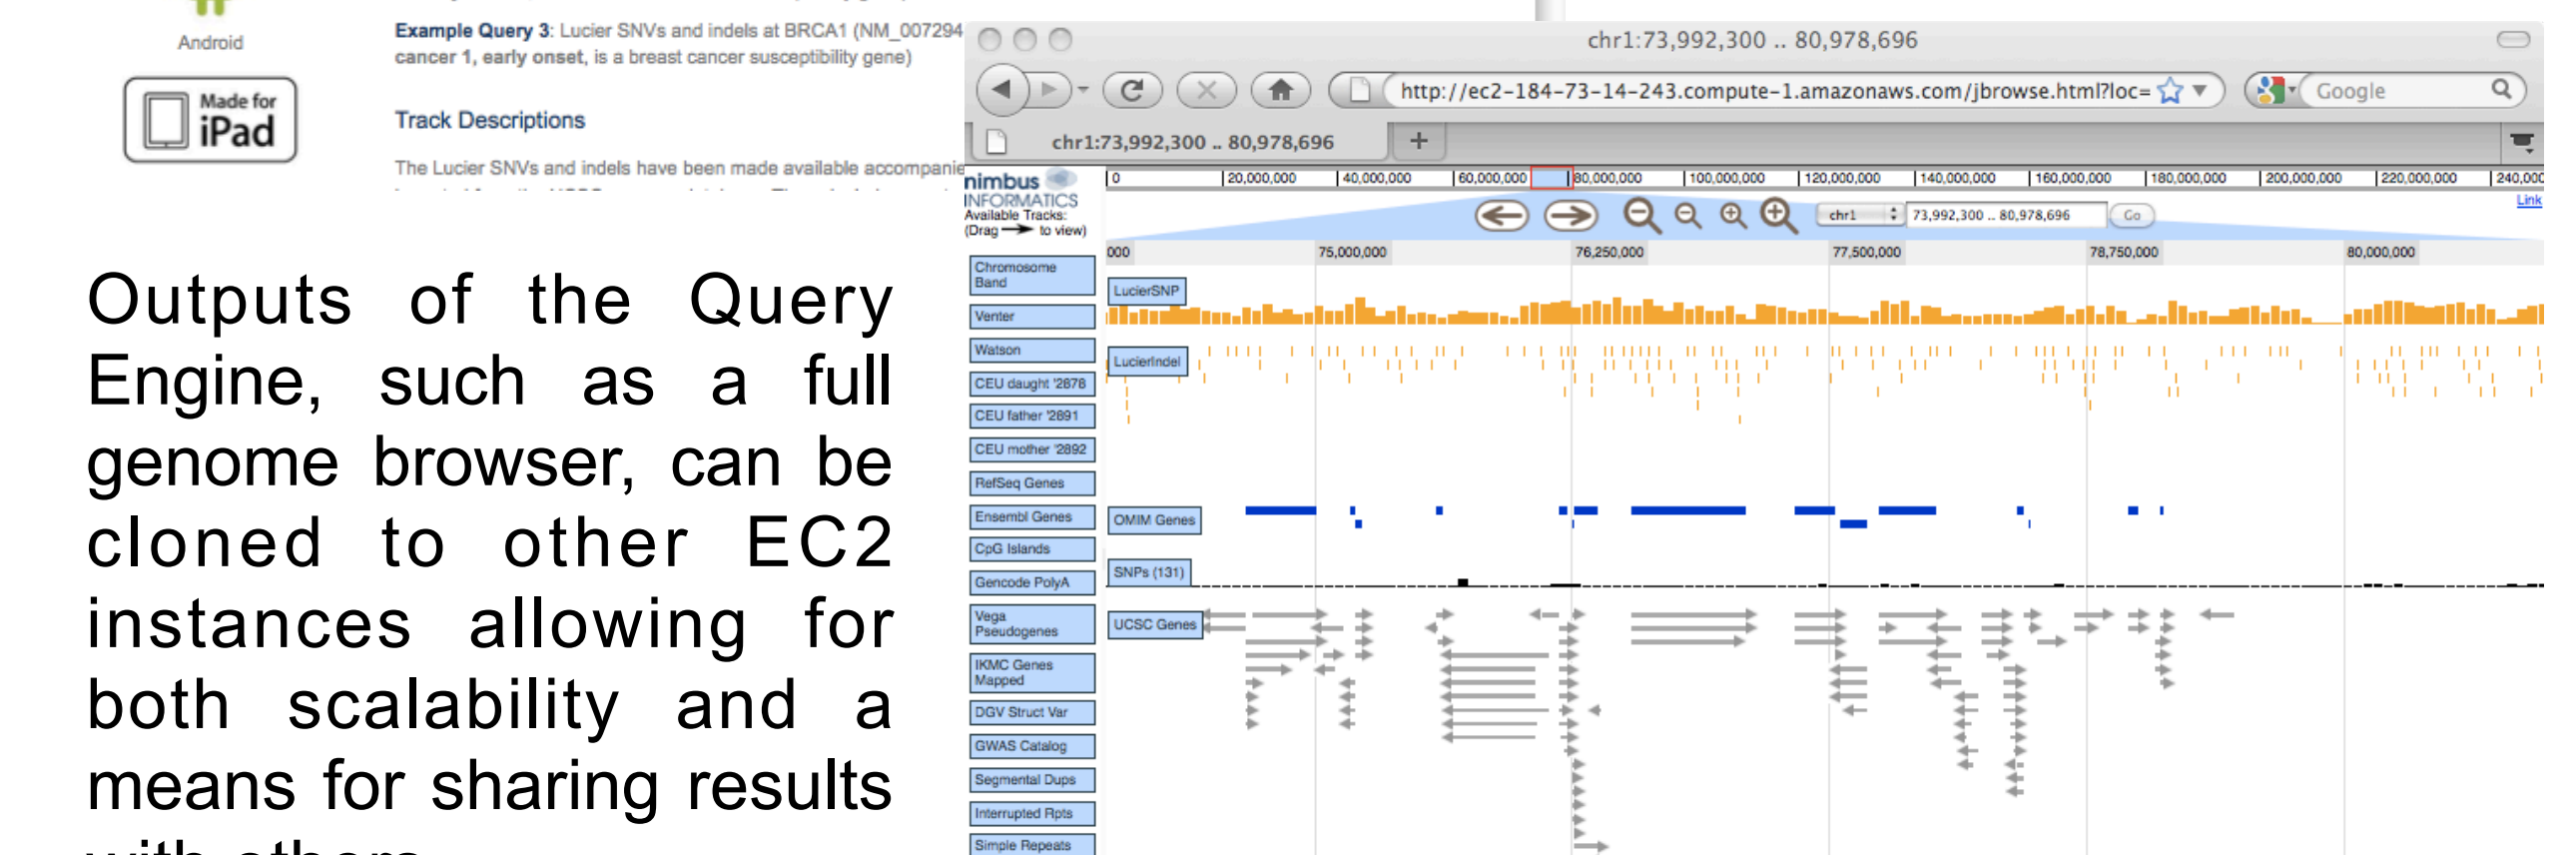 Android
Made for
iPad
Example Query 3: Lucier SNVs and indels at BRCA1 (NM_007294
cancer 1, early onset, is a breast cancer susceptibility gene)
Track Descriptions
The Lucier SNVs and indels have been made available accompanie
Outputs of the Query
Engine, such as a full
genome browser, can be
cloned to other EC2
instances allowing for
both scalability and a
means for sharing results
with others
chr1:73,992,300 .. 80,978,696
http://ec2-184-73-14-243.compute-1.amazonaws.com/jbrowse.html?loc=
Google
chr1:73,992,300 .. 80,978,696
+
nimbus
INFORMATICS
Available Tracks:
(Drag to view)
0 20,000,000 40,000,000 60,000,000 80,000,000 100,000,000 120,000,000 140,000,000 160,000,000 180,000,000 200,000,000 220,000,000 240,000
Link
chr1 73,992,300 .. 80,978,696 Go
000 75,000,000 76,250,000 77,500,000 78,750,000 80,000,000
Chromosome
Band
Venter
Watson
CEU daught '2878
CEU father '2891
CEU mother '2892
RefSeq Genes
Ensembl Genes
CpG Islands
Gencode PolyA
Vega
Pseudogenes
IKMC Genes
Mapped
DGV Struct Var
GWAS Catalog
Segmental Dups
Interrupted Rpts
Simple Repeats
LucierSNP
LucierIndel
OMIM Genes
SNPs (131)
UCSC Genes